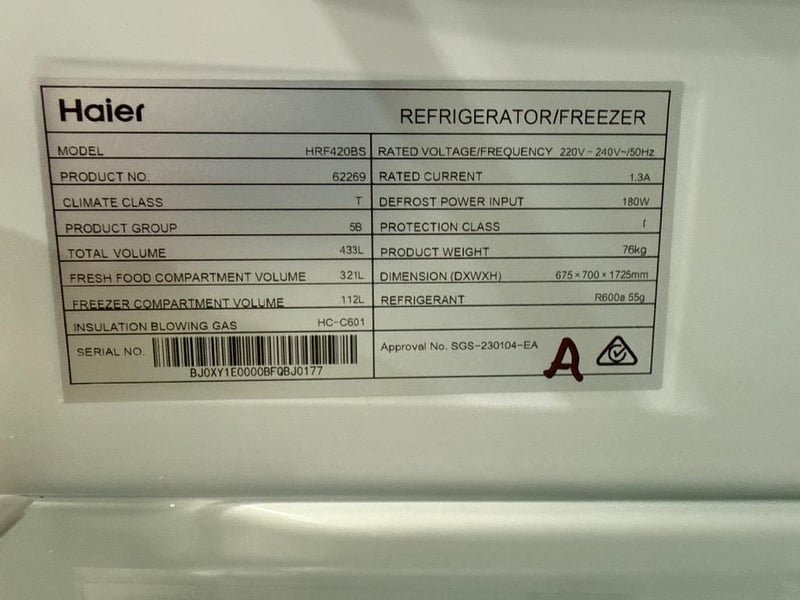 Haier REFRIGERATOR/FREEZER
MODEL HRF420BS RATED VOLTAGE/FREQUENCY 220V-240V~/50Hz
PRODUCT NO. 62269 RATED CURRENT 1.3A
CLIMATE CLASS T DEFROST POWER INPUT 180W
PRODUCT GROUP 5B PROTECTION CLASS I
TOTAL VOLUME 433L PRODUCT WEIGHT 76kg
FRESH FOOD COMPARTMENT VOLUME 321L DIMENSION (DXWXH) 675×700×1725mm
FREEZER COMPARTMENT VOLUME 112L REFRIGERANT R600a 55g
INSULATION BLOWING GAS HC-C601
SERIAL NO. Approval No. SGS-230104-EA A
BJ0XY1E0000BFQBJ0177